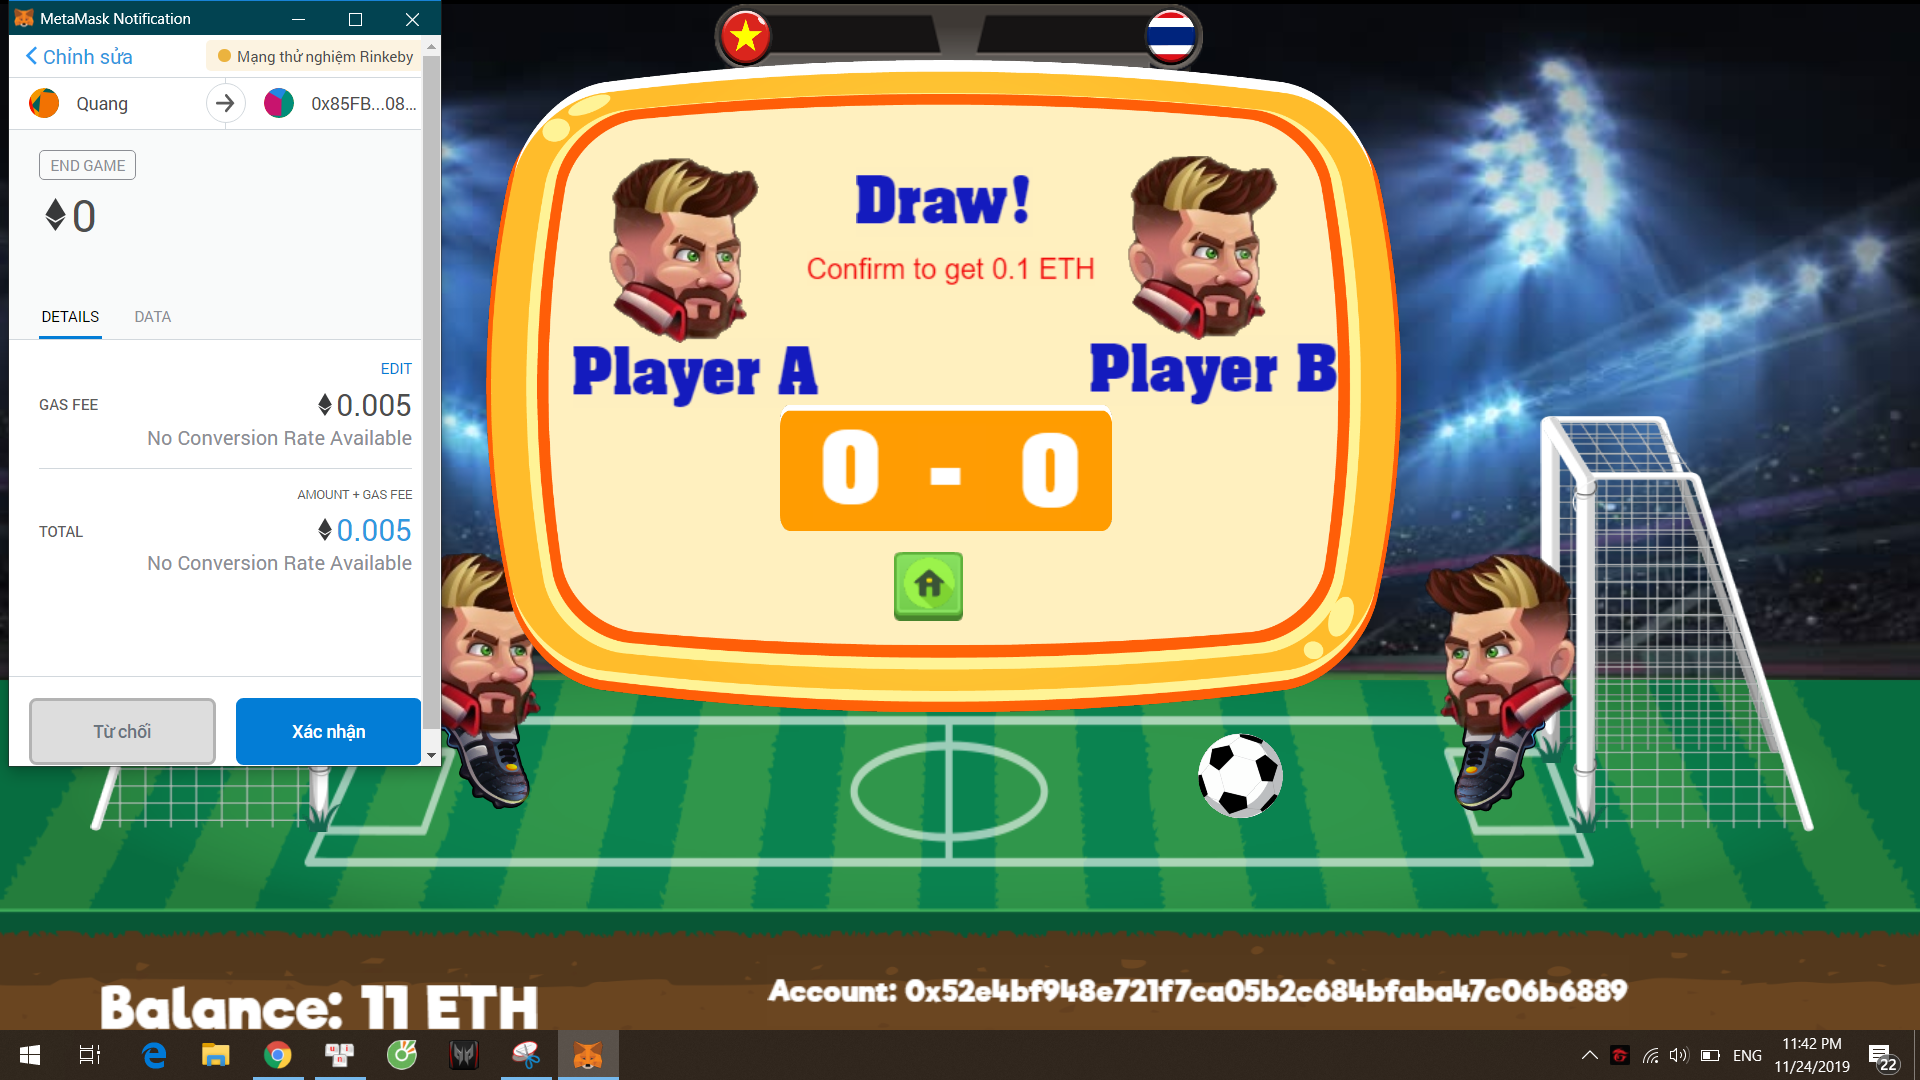 MetaMask Notification
Chỉnh sửa
Mạng thử nghiệm Rinkeby
Quang
0x85FB...08...
END GAME
0
DETAILS
DATA
EDIT
GAS FEE
0.005
No Conversion Rate Available
AMOUNT + GAS FEE
TOTAL
0.005
No Conversion Rate Available
Từ chối
Xác nhận
Draw!
Confirm to get 0.1 ETH
Player A
Player B
0 - 0
Balance: 11 ETH
Account: 0x52e4bf948e721f7ca05b2c684bfaba47c06b6889
u n
i
ENG
11:42 PM
11/24/2019
22